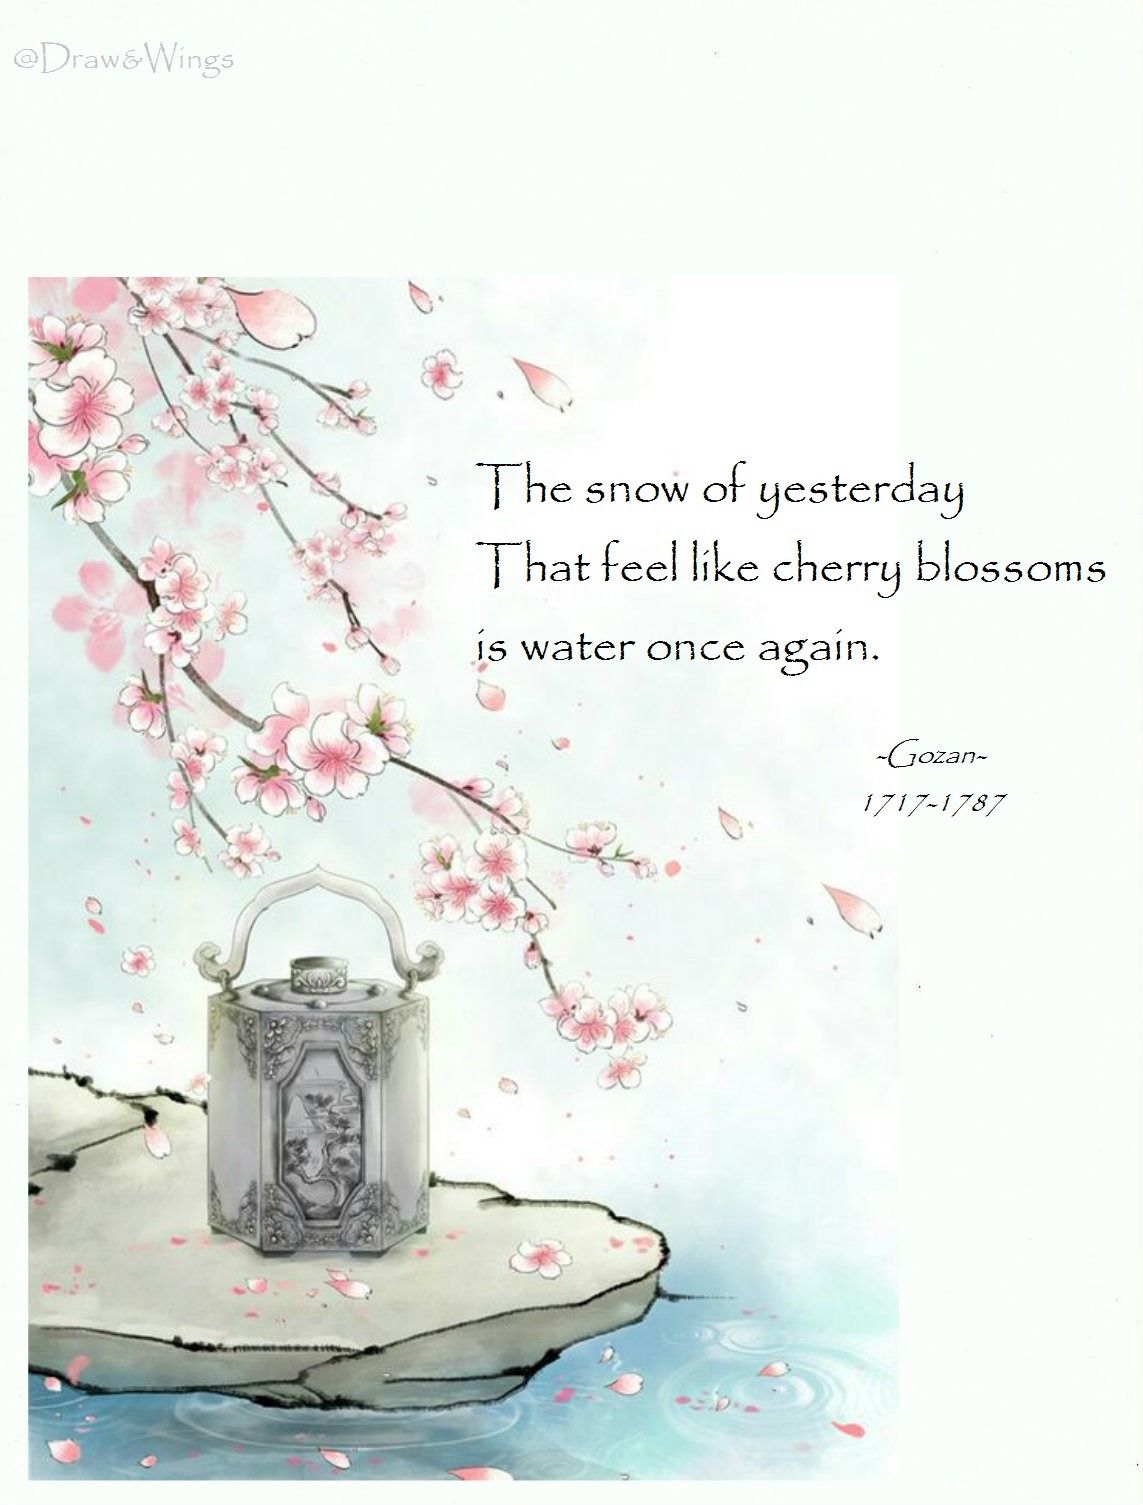 @Draw&Wings
The snow of yesterday
That feel like cherry blossoms
is water once again.
~Gozan~
1717~1787